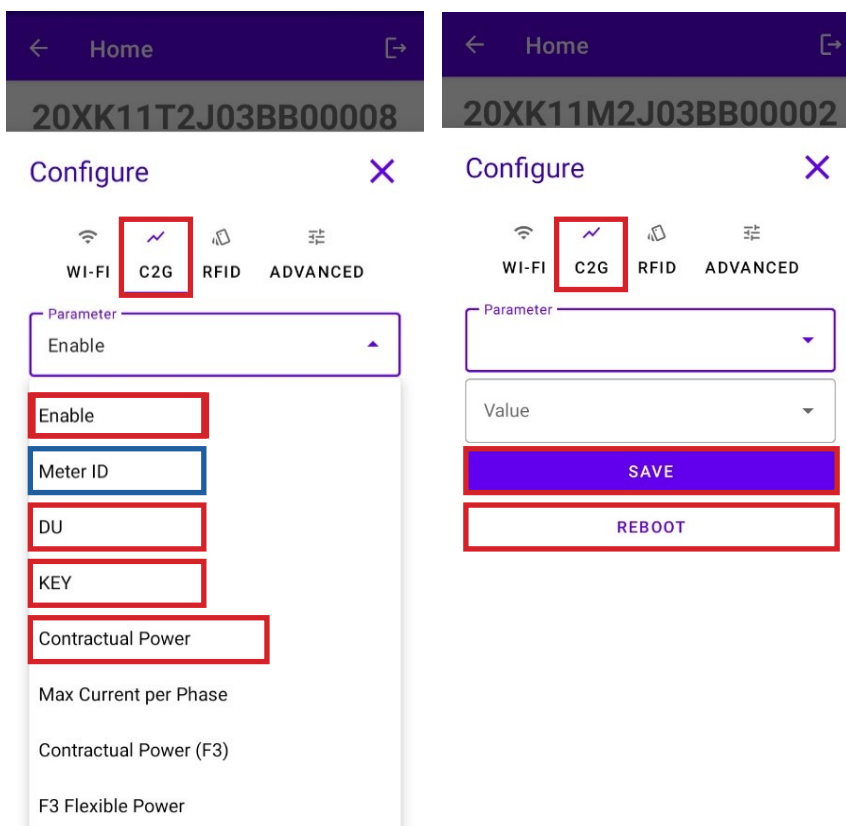 Home
20XK11T2J03BB00008
Configure
WI-FI C2G RFID ADVANCED
Parameter
Enable
Enable
Meter ID
DU
KEY
Contractual Power
Max Current per Phase
Contractual Power (F3)
F3 Flexible Power
Home
20XK11M2J03BB00002
Configure
WI-FI C2G RFID ADVANCED
Parameter
Value
SAVE
REBOOT